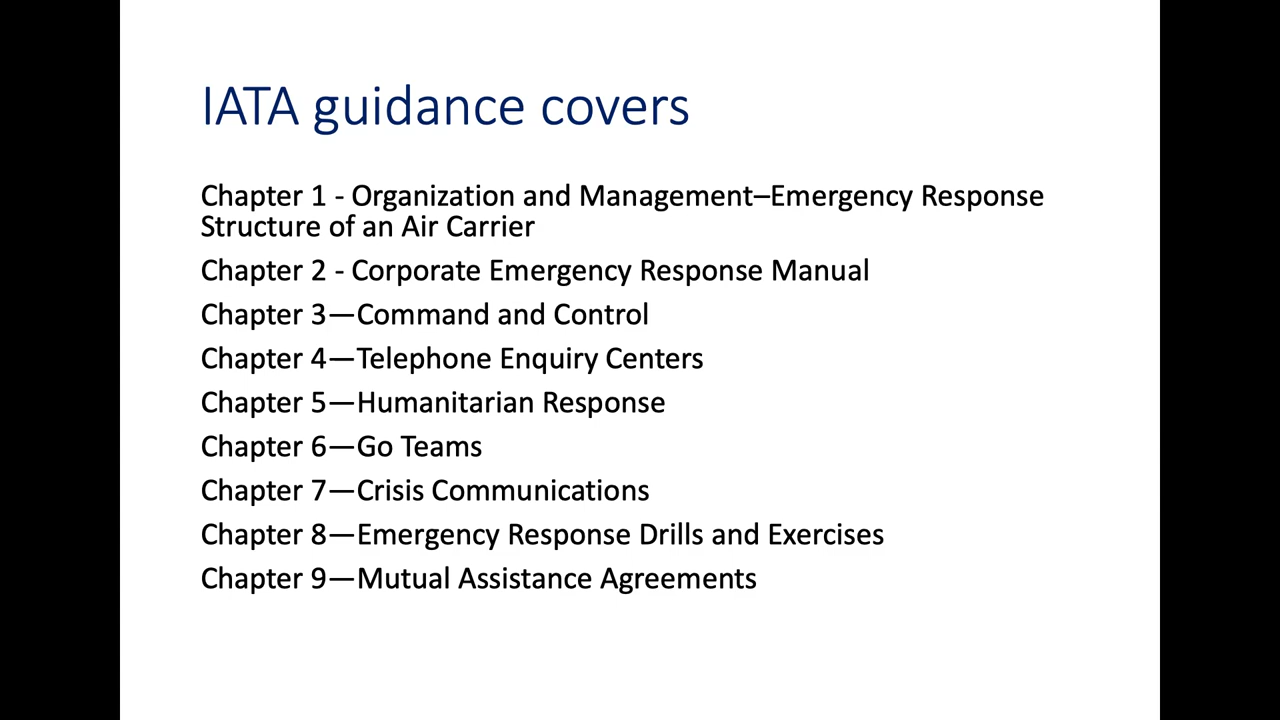 IATA guidance covers
Chapter 1 - Organization and Management–Emergency Response
Structure of an Air Carrier
Chapter 2 - Corporate Emergency Response Manual
Chapter 3—Command and Control
Chapter 4—Telephone Enquiry Centers
Chapter 5—Humanitarian Response
Chapter 6—Go Teams
Chapter 7—Crisis Communications
Chapter 8—Emergency Response Drills and Exercises
Chapter 9—Mutual Assistance Agreements